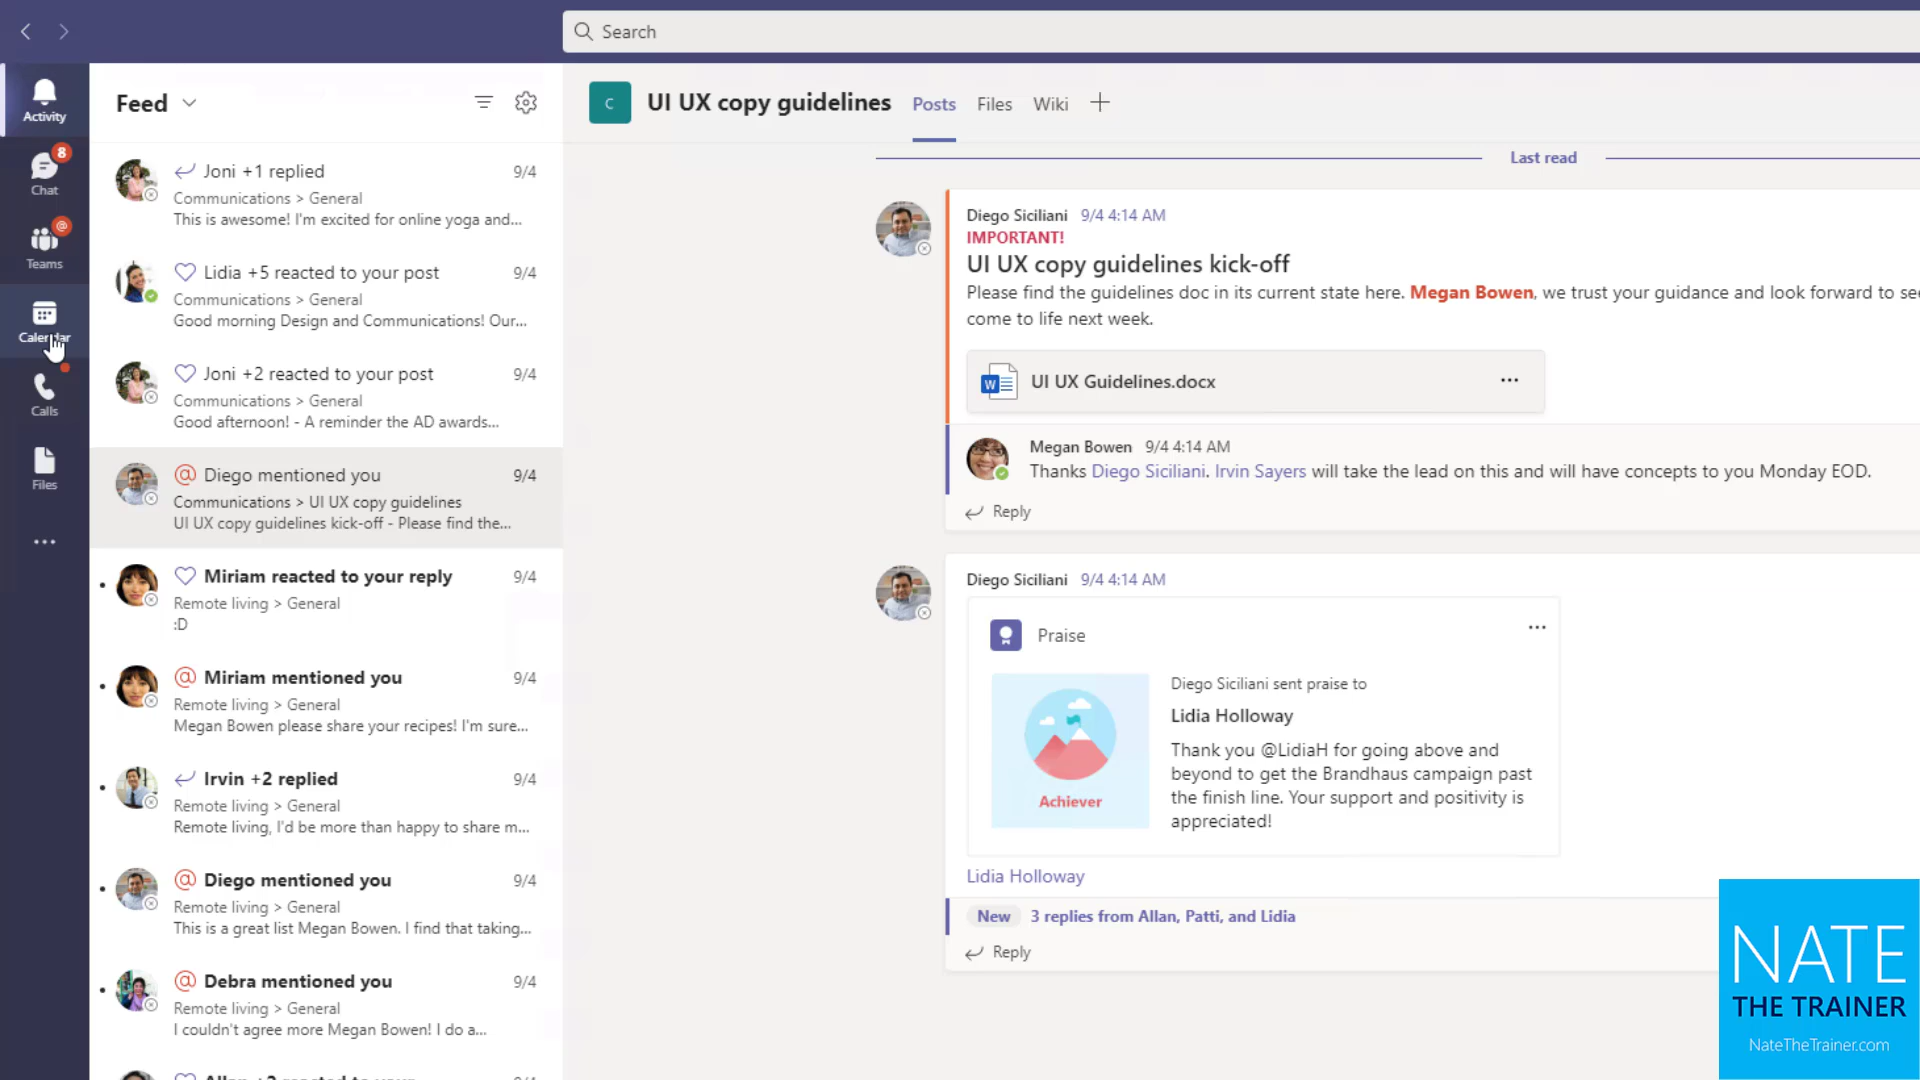 Search
Activity
8
Chat
@
Teams
Calendar
Calls
Files
Feed
Joni +1 replied 9/4
Communications > General
This is awesome! I'm excited for online yoga and...
Lidia +5 reacted to your post 9/4
Communications > General
Good morning Design and Communications! Our...
Joni +2 reacted to your post 9/4
Communications > General
Good afternoon! - A reminder the AD awards...
@ Diego mentioned you 9/4
Communications > UI UX copy guidelines
UI UX copy guidelines kick-off - Please find the...
Miriam reacted to your reply 9/4
Remote living > General
:D
@ Miriam mentioned you 9/4
Remote living > General
Megan Bowen please share your recipes! I'm sure...
Irvin +2 replied 9/4
Remote living > General
Remote living, I'd be more than happy to share m...
@ Diego mentioned you 9/4
Remote living > General
This is a great list Megan Bowen. I find that taking...
@ Debra mentioned you 9/4
Remote living > General
I couldn't agree more Megan Bowen! I do a...
C UI UX copy guidelines Posts Files Wiki
Last read
Diego Siciliani 9/4 4:14 AM
IMPORTANT!
UI UX copy guidelines kick-off
Please find the guidelines doc in its current state here. Megan Bowen, we trust your guidance and look forward to see
come to life next week.
W UI UX Guidelines.docx
Megan Bowen 9/4 4:14 AM
Thanks Diego Siciliani. Irvin Sayers will take the lead on this and will have concepts to you Monday EOD.
Reply
Diego Siciliani 9/4 4:14 AM
Praise
Diego Siciliani sent praise to
Lidia Holloway
Thank you @LidiaH for going above and
beyond to get the Brandhaus campaign past
the finish line. Your support and positivity is
appreciated!
Achiever
Lidia Holloway
New 3 replies from Allan, Patti, and Lidia
Reply
NATE
THE TRAINER
NateTheTrainer.com